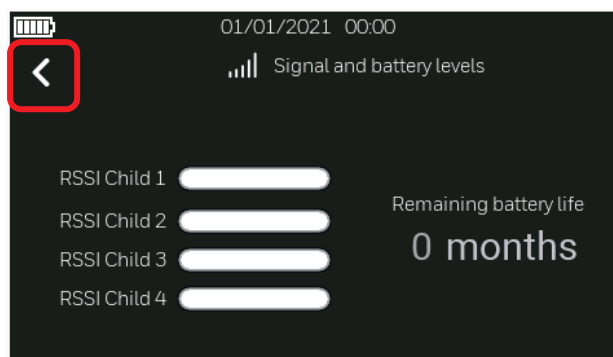 01/01/2021 00:00
Signal and battery levels
RSSI Child 1
RSSI Child 2
RSSI Child 3
RSSI Child 4
Remaining battery life
0 months